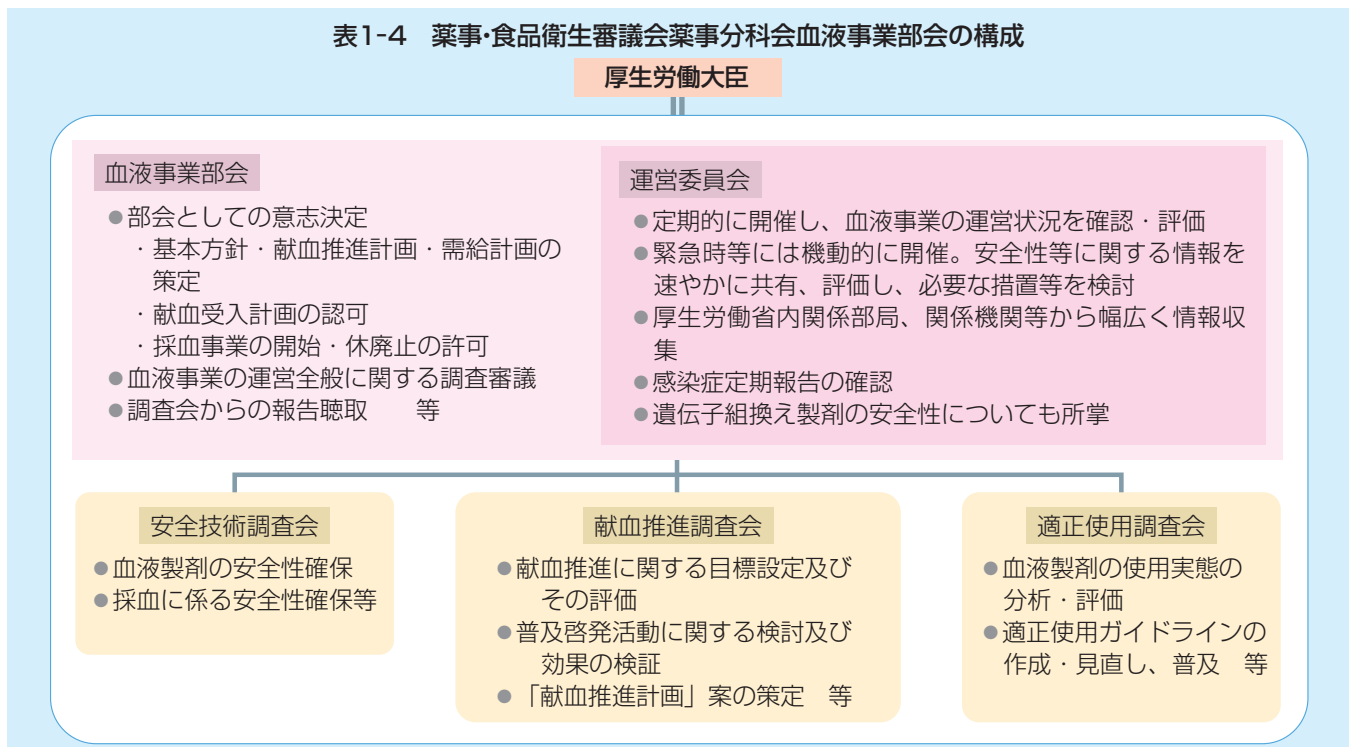 表1-4　薬事・食品衛生審議会薬事分科会血液事業部会の構成
厚生労働大臣
血液事業部会
●部会としての意志決定
・基本方針・献血推進計画・需給計画の
策定
・献血受入計画の認可
・採血事業の開始・休廃止の許可
●血液事業の運営全般に関する調査審議
●調査会からの報告聴取　　等
運営委員会
●定期的に開催し、血液事業の運営状況を確認・評価
●緊急時等には機動的に開催。安全性等に関する情報を
速やかに共有、評価し、必要な措置等を検討
●厚生労働省内関係部局、関係機関等から幅広く情報収
集
●感染症定期報告の確認
●遺伝子組換え製剤の安全性についても所掌
安全技術調査会
●血液製剤の安全性確保
●採血に係る安全性確保等
献血推進調査会
●献血推進に関する目標設定及び
その評価
●普及啓発活動に関する検討及び
効果の検証
●「献血推進計画」案の策定　等
適正使用調査会
●血液製剤の使用実態の
分析・評価
●適正使用ガイドラインの
作成・見直し、普及　等